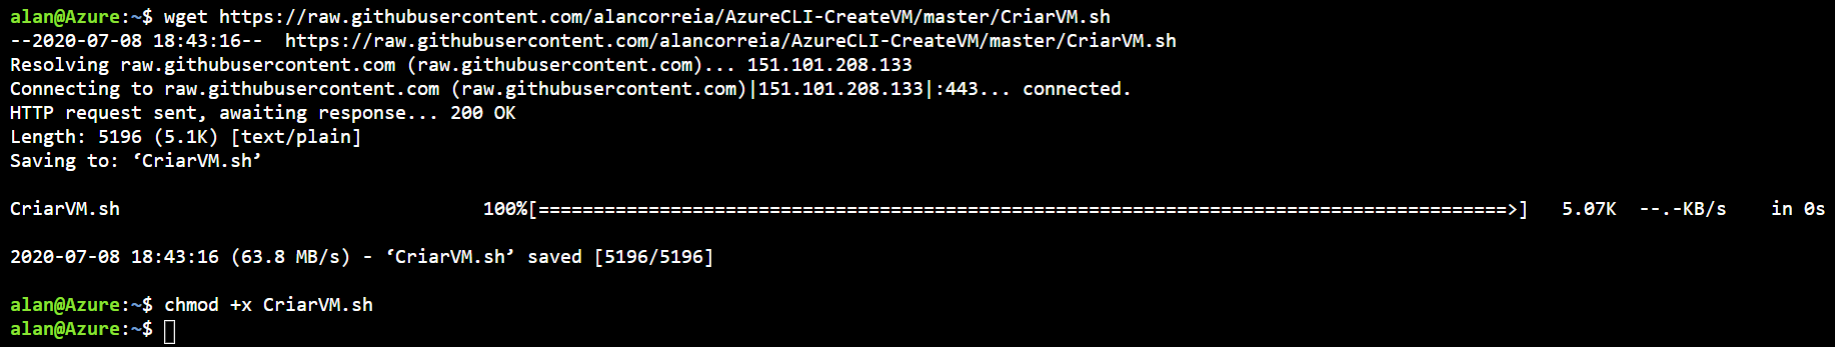 alan@Azure:~$ wget https://raw.githubusercontent.com/alancorreia/AzureCLI-CreateVM/master/CriarVM.sh
--2020-07-08 18:43:16--  https://raw.githubusercontent.com/alancorreia/AzureCLI-CreateVM/master/CriarVM.sh
Resolving raw.githubusercontent.com (raw.githubusercontent.com)... 151.101.208.133
Connecting to raw.githubusercontent.com (raw.githubusercontent.com)|151.101.208.133|:443... connected.
HTTP request sent, awaiting response... 200 OK
Length: 5196 (5.1K) [text/plain]
Saving to: ‘CriarVM.sh’
CriarVM.sh                                 100%[========================================================================================>]   5.07K  --.-KB/s    in 0s
2020-07-08 18:43:16 (63.8 MB/s) - ‘CriarVM.sh’ saved [5196/5196]
alan@Azure:~$ chmod +x CriarVM.sh
alan@Azure:~$